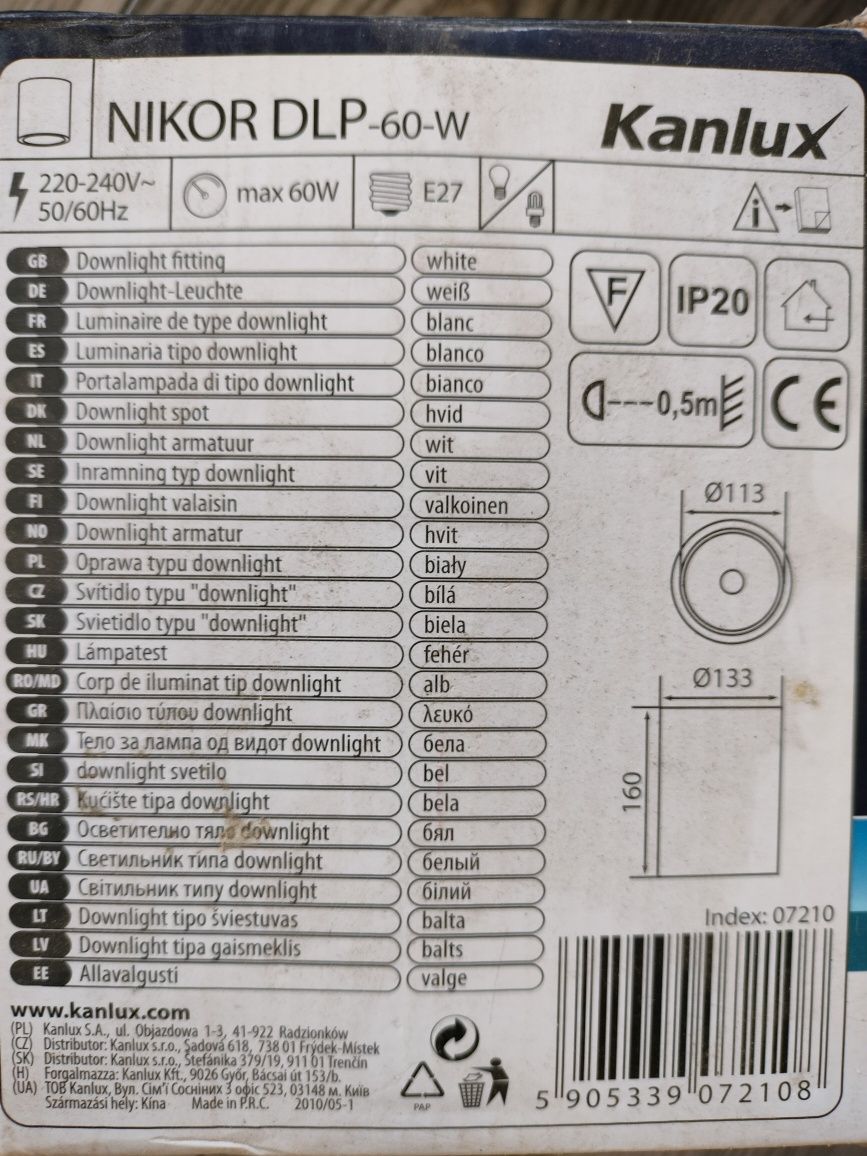 NIKOR DLP-60-W
Kanlux
220-240V~
50/60Hz
max 60W
E27
i
GB Downlight fitting white
DE Downlight-Leuchte weiß
FR Luminaire de type downlight blanc
ES Luminaria tipo downlight blanco
IT Portalampada di tipo downlight bianco
DK Downlight spot hvid
NL Downlight armatuur wit
SE Inramning typ downlight vit
FI Downlight valaisin valkoinen
NO Downlight armatur hvit
PL Oprawa typu downlight biały
CZ Svítidlo typu "downlight" bílá
SK Svietidlo typu "downlight" biela
HU Lámpatest fehér
RO/MD Corp de iluminat tip downlight alb
GR Πλαίσιο τύπου downlight λευκό
MK Тело за лампа од видот downlight бела
SI downlight svetilo bel
RS/HR Kućište tipa downlight bela
BG Осветително тяло downlight бял
RU/BY Светильник типа downlight белый
UA Світильник типу downlight білий
LT Downlight tipo šviestuvas balta
LV Downlight tipa gaismeklis balts
EE Allavalgusti valge
F
IP20
0,5m
CE
Ø113
Ø133
160
Index: 07210
5 905339 072108
www.kanlux.com
(PL) Kanlux S.A., ul. Objazdowa 1-3, 41-922 Radzionków
(CZ) Distributor: Kanlux s.r.o., Sadová 618, 738 01 Frýdek-Místek
(SK) Distributor: Kanlux s.r.o., Štefánika 379/19, 911 01 Trenčín
(H) Forgalmazza: Kanlux Kft., 9026 Győr, Bácsai út 153/b.
(UA) ТОВ Kanlux, Вул. Сім'ї Сосніних 3 офіс 523, 03148 м. Київ
Származási hely: Kína Made in P.R.C. 2010/05-1
PAP